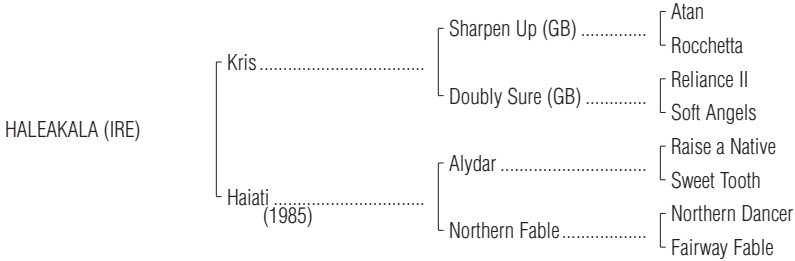 Atan
Sharpen Up (GB) ..............
Rocchetta
Kris ...................................
Reliance II
Doubly Sure (GB) .............
Soft Angels
HALEAKALA (IRE)
Raise a Native
Alydar ...............................
Sweet Tooth
Haiati ................................
(1985)
Northern Dancer
Northern Fable..................
Fairway Fable